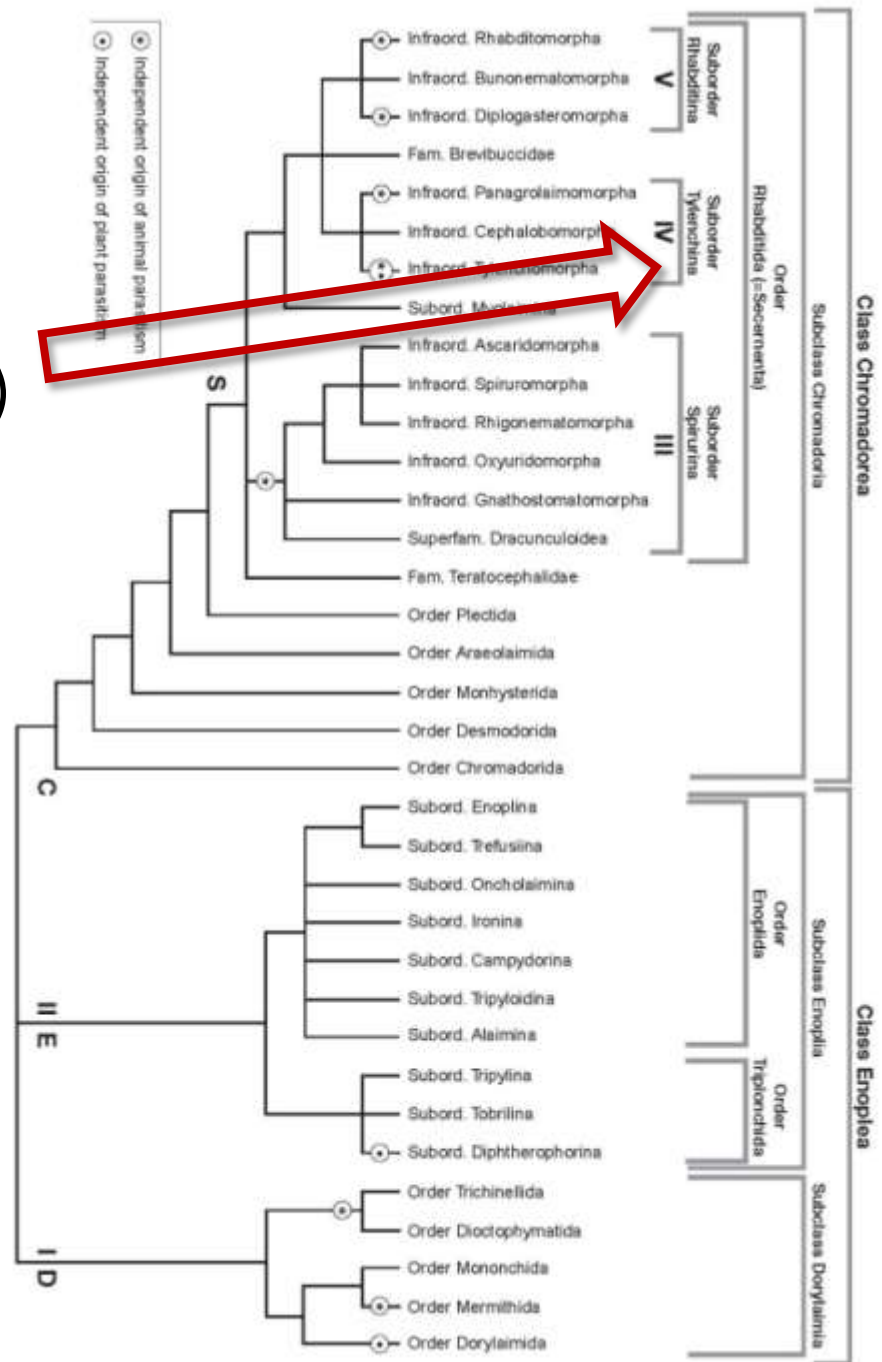 Class Chromadorea
Class Enoplea
Subclass Chromadoria
Subclass Enoplia
Subclass Dorylaimia
Order
Rhabditida (=Secernenta)
Order
Enoplida
Order
Triplonchida
Suborder
Rhabditina
V
Suborder
Tylenchina
IV
Suborder
Spirurina
III
Infraord. Rhabditomorpha
Infraord. Bunonematomorpha
Infraord. Diplogasteromorpha
Fam. Brevibuccidae
Infraord. Panagrolaimomorpha
Infraord. Cephalobomorpha
Infraord. Tylenchomorpha
Subord. Myolaimina
Infraord. Ascaridomorpha
Infraord. Spiruromorpha
Infraord. Rhigonematomorpha
Infraord. Oxyuridomorpha
Infraord. Gnathostomatomorpha
Superfam. Dracunculoidea
Fam. Teratocephalidae
Order Plectida
Order Araeolaimida
Order Monhysterida
Order Desmodorida
Order Chromadorida
Subord. Enoplina
Subord. Trefusiina
Subord. Oncholaimina
Subord. Ironina
Subord. Campydorina
Subord. Tripyloidina
Subord. Alaimina
Subord. Tripylina
Subord. Tobrilina
Subord. Diphtherophorina
Order Trichinellida
Order Dioctophymatida
Order Mononchida
Order Mermithida
Order Dorylaimida
S
C
II E
I D
Independent origin of animal parasitism
Independent origin of plant parasitism
)